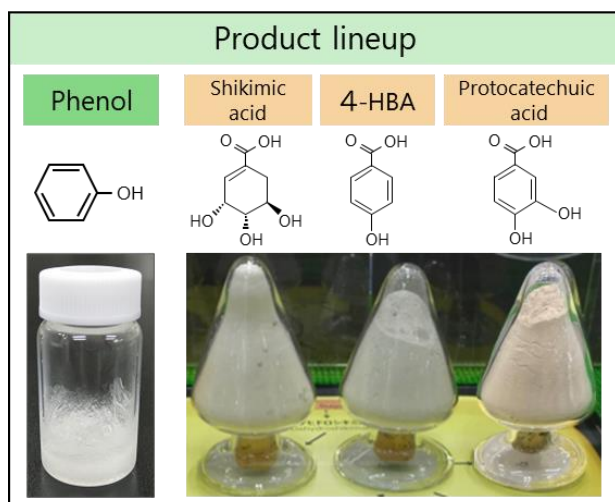 Product lineup
Phenol
Shikimic
acid
4-HBA
Protocatechuic
acid
OH
O
OH
HO
OH
OH
O
OH
OH
O
OH
OH
OH